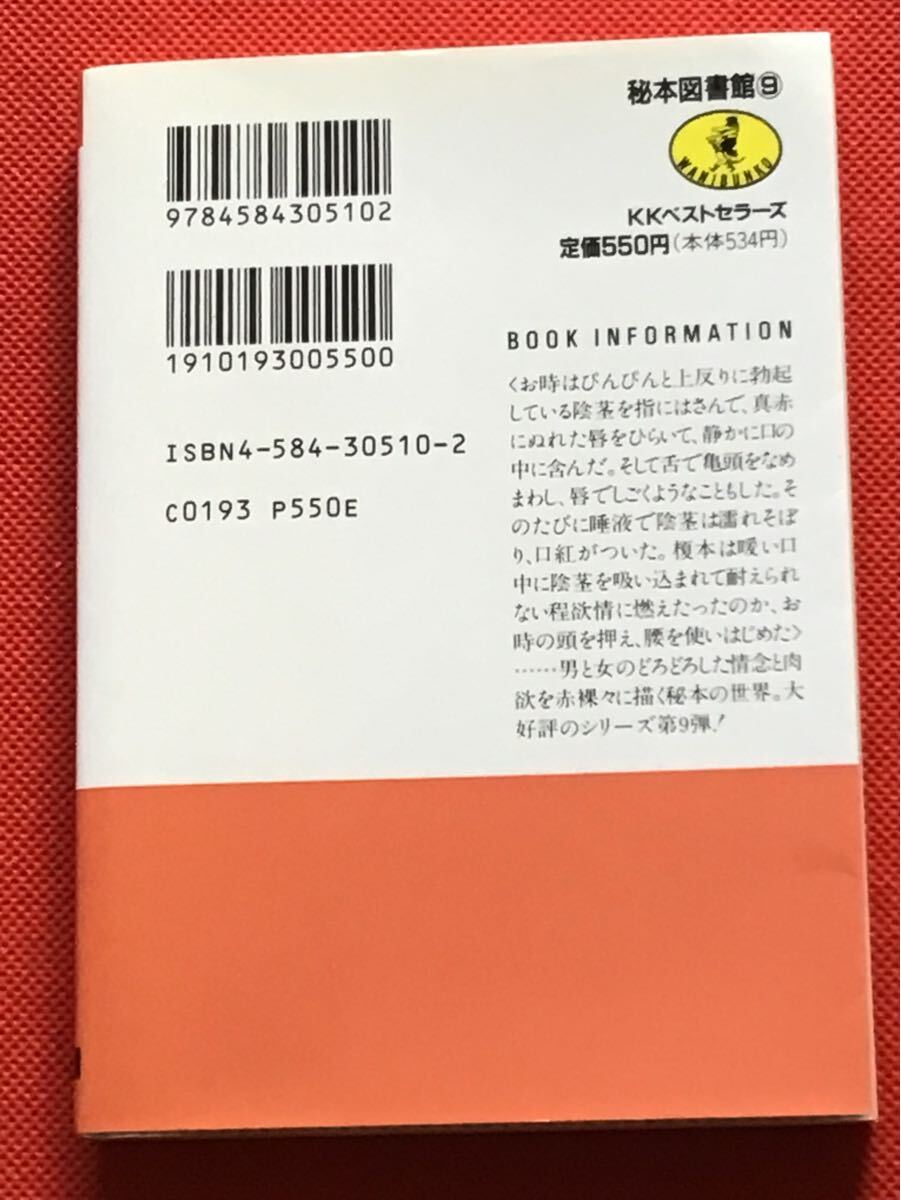 秘本図書館⑨
WANIBUNKO
KKベストセラーズ
定価550円(本体534円)
9784584305102
1910193005500
ISBN4-584-30510-2
C0193 P550E
BOOK INFORMATION
〈お時はぴんぴんと上反りに勃起
している陰茎を指にはさんで、真赤
にぬれた唇をひらいて、静かに口の
中に含んだ。そして舌で亀頭をなめ
まわし、唇でしごくようなこともした。そ
のたびに唾液で陰茎は濡れそぼ
り、口紅がついた。榎本は暖い口
中に陰茎を吸い込まれて耐えられ
ない程欲情に燃えたったのか、お
時の頭を押え、腰を使いはじめた〉
……男と女のどろどろした情念と肉
欲を赤裸々に描く秘本の世界。大
好評のシリーズ第9弾!